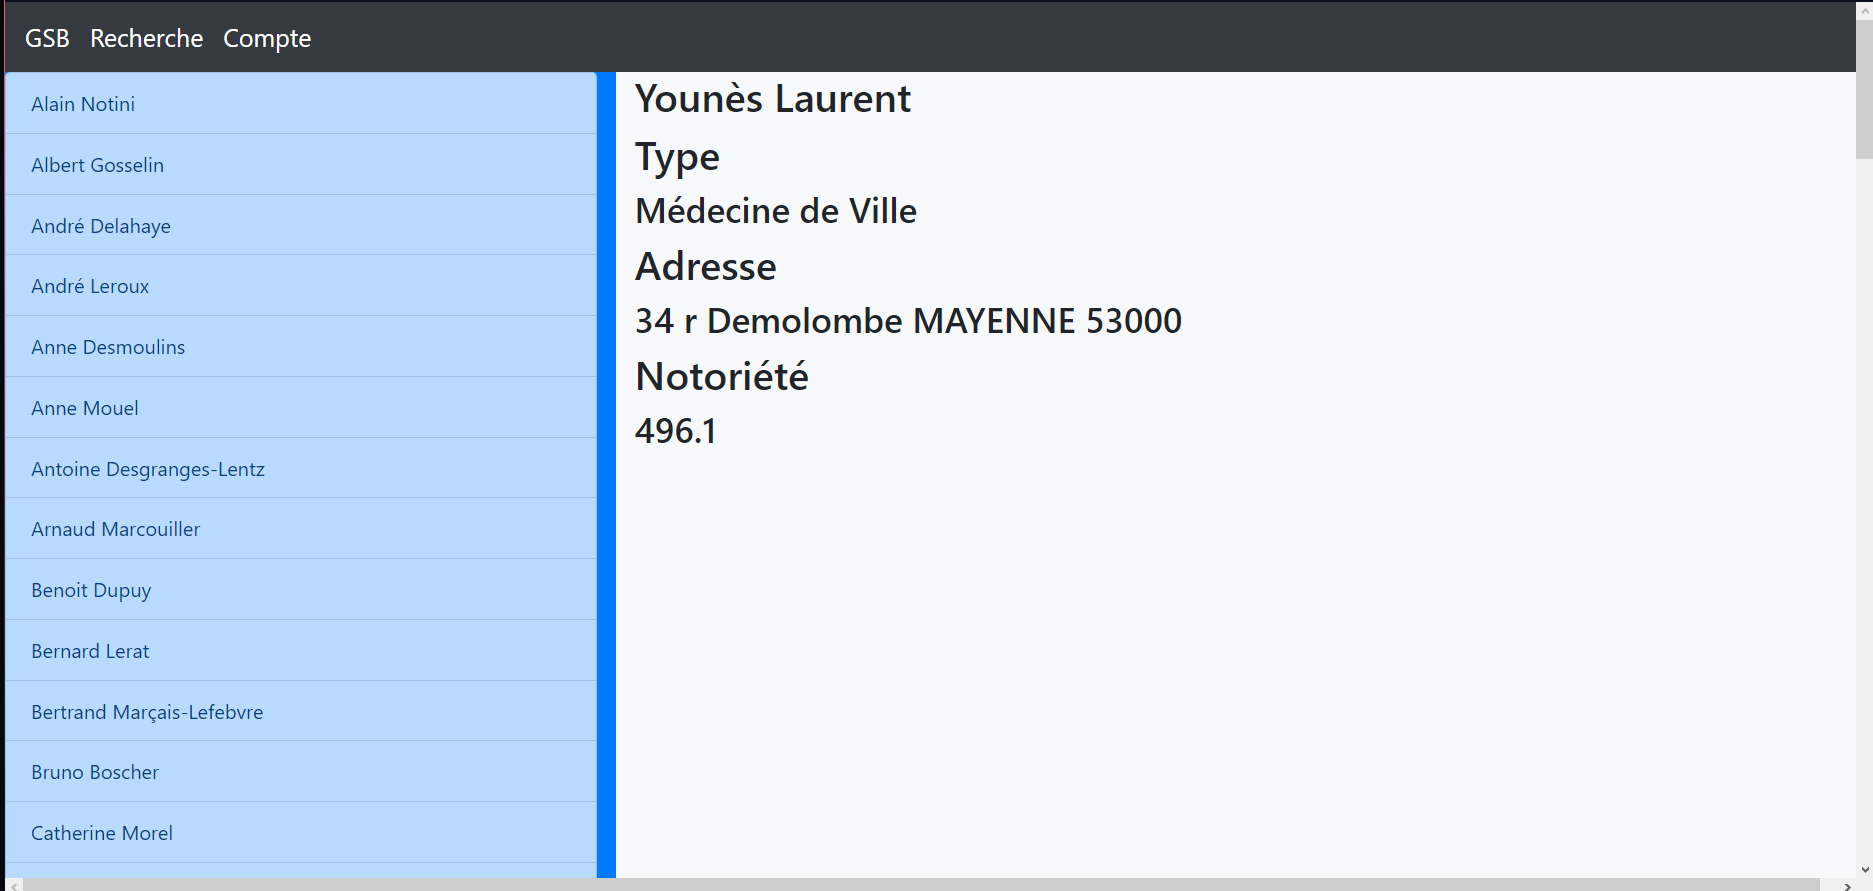 GSB Recherche Compte
Alain Notini
Albert Gosselin
André Delahaye
André Leroux
Anne Desmoulins
Anne Mouel
Antoine Desgranges-Lentz
Arnaud Marcouiller
Benoit Dupuy
Bernard Lerat
Bertrand Marçais-Lefebvre
Bruno Boscher
Catherine Morel
Younès Laurent
Type
Médecine de Ville
Adresse
34 r Demolombe MAYENNE 53000
Notoriété
496.1